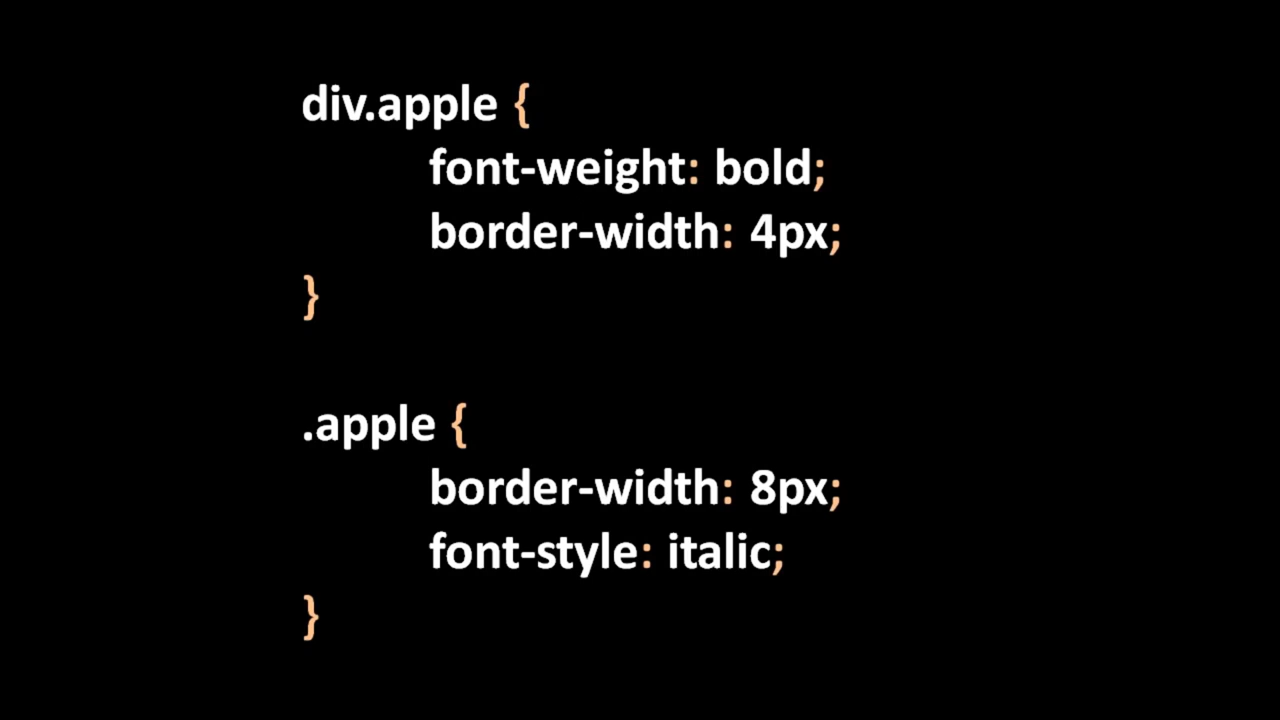 div.apple {
font-weight: bold;
border-width: 4px;
}
.apple {
border-width: 8px;
font-style: italic;
}